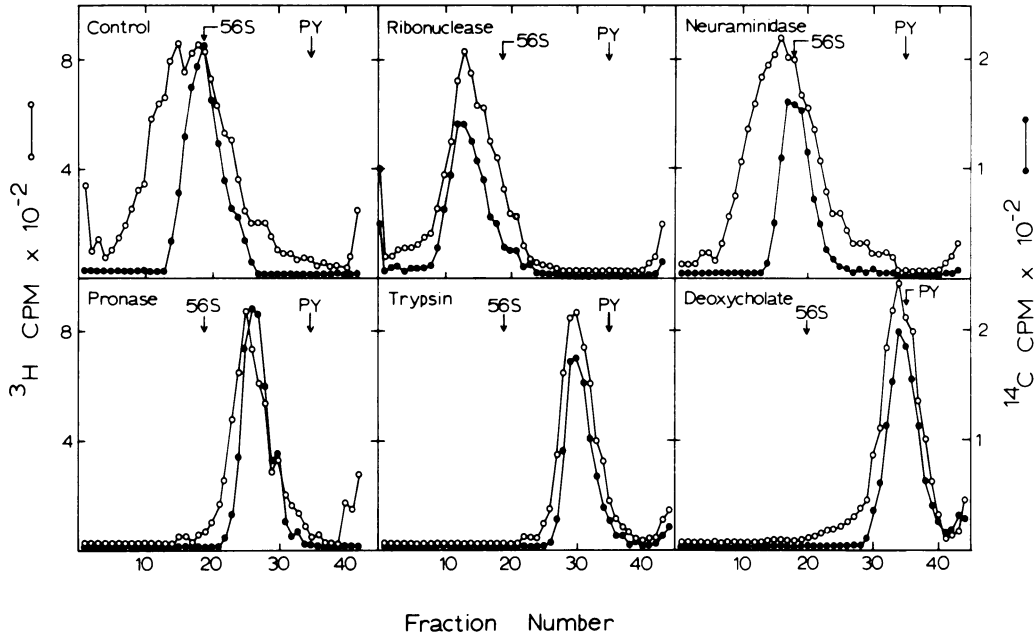 Control
56S
PY
Ribonuclease
56S
PY
Neuraminidase
56S
PY
8
4
2
1
Pronase
56S
PY
Trypsin
56S
PY
Deoxycholate
56S
PY
8
4
2
1
10 20 30 40 10 20 30 40 10 20 30 40
³H CPM x 10⁻²
¹⁴C CPM x 10⁻²
Fraction Number